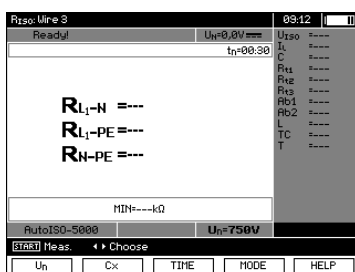 RISO: Wire 3 09:12
Ready! UN=0,0V
tn=00:30
RL1-N =---
RL1-PE =---
RN-PE =---
MIN=---kΩ
AutoISO-5000 Un=750V
UISO =---
IL =---
C =---
Rt1 =---
Rt2 =---
Rt3 =---
Ab1 =---
Ab2 =---
L =---
TC =---
T =---
START Meas. Choose
Un Cx TIME MODE HELP